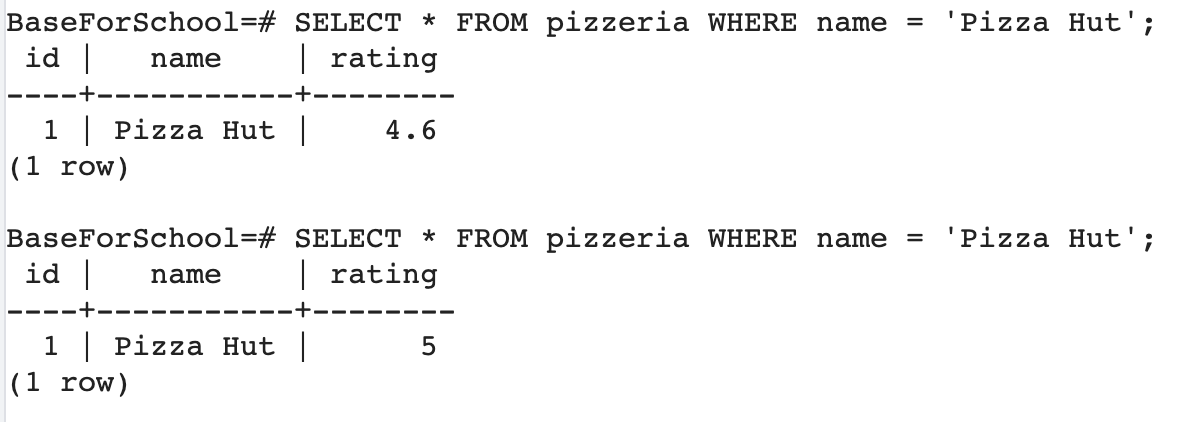 BaseForSchool=# SELECT * FROM pizzeria WHERE name = 'Pizza Hut';
 id |   name    | rating
----+-----------+--------
  1 | Pizza Hut |    4.6
(1 row)

BaseForSchool=# SELECT * FROM pizzeria WHERE name = 'Pizza Hut';
 id |   name    | rating
----+-----------+--------
  1 | Pizza Hut |      5
(1 row)